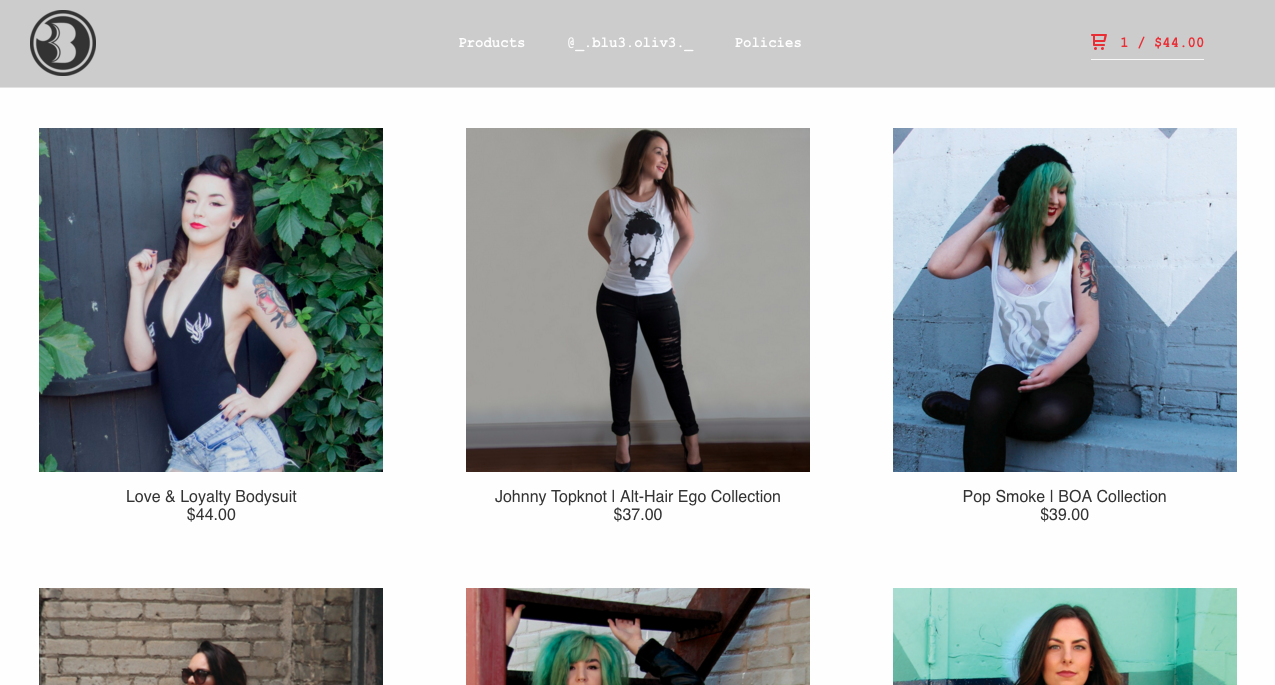 Products
@_.blu3.oliv3._
Policies
1 / $44.00
Love & Loyalty Bodysuit
$44.00
Johnny Topknot | Alt-Hair Ego Collection
$37.00
Pop Smoke | BOA Collection
$39.00